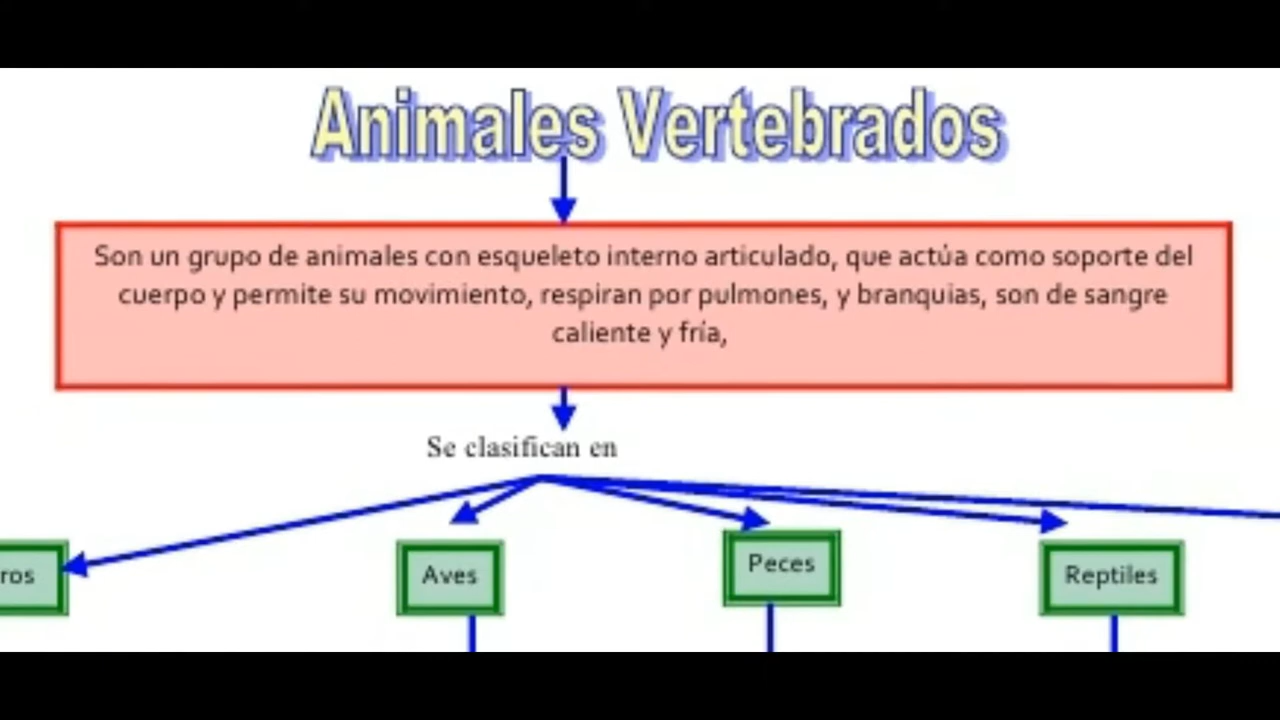 Animales Vertebrados
Son un grupo de animales con esqueleto interno articulado, que actúa como soporte del
cuerpo y permite su movimiento, respiran por pulmones, y branquias, son de sangre
caliente y fría,
Se clasifican en
ros
Aves
Peces
Reptiles